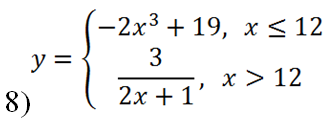 8) y = { −2x³ + 19, x ≤ 12
3/(2x + 1), x > 12